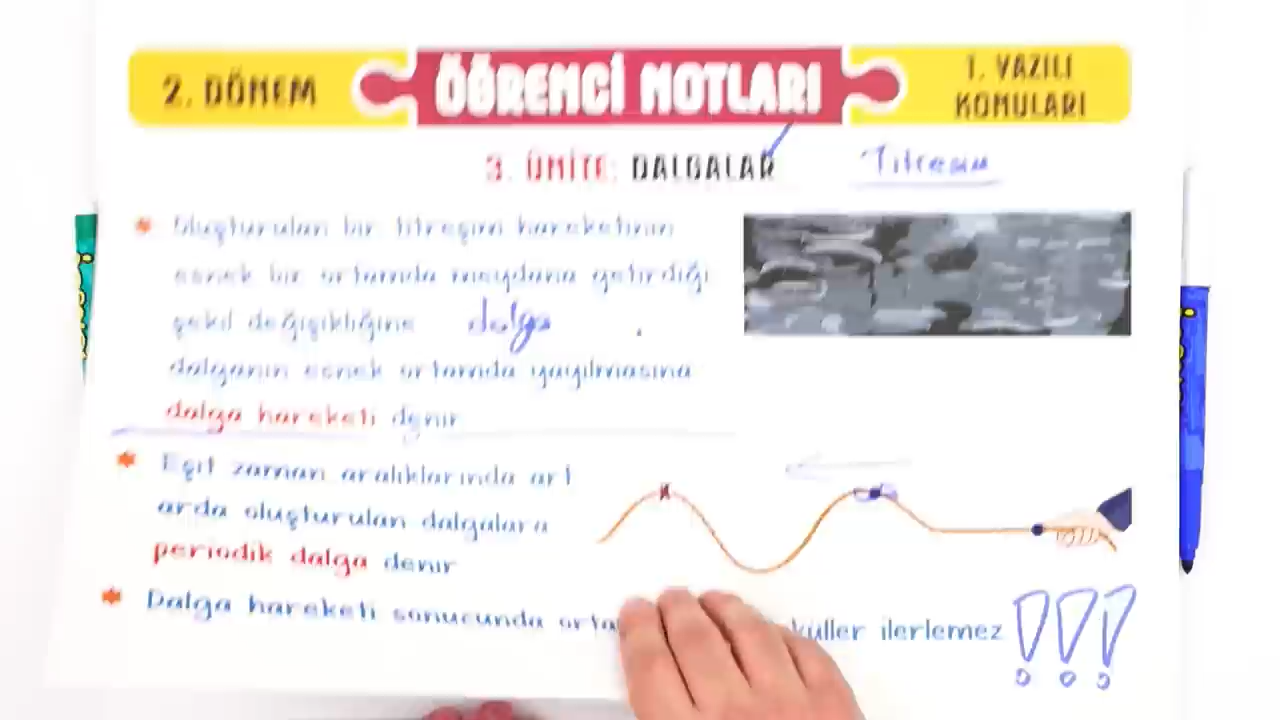 2. DÖNEM
ÖĞRENCİ NOTLARI
1. YAZILI
KONULARI
3. ÜNİTE: DALGALAR
Titreşim
Oluşturulan bir titreşim hareketinin
esnek bir ortamda meydana getirdiği
şekil değişikliğine dalga
dalganın esnek ortamda yayılmasına
dalga hareketi denir
Eşit zaman aralıklarında art
arda oluşturulan dalgalara
periodik dalga denir
Dalga hareketi sonucunda ilerlemez !!!